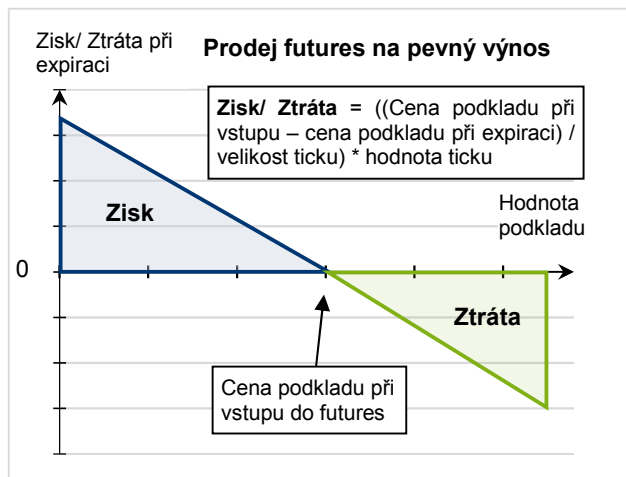 Zisk/ Ztráta při
expiraci
Prodej futures na pevný výnos
Zisk/ Ztráta = ((Cena podkladu při
vstupu – cena podkladu při expiraci) /
velikost ticku) * hodnota ticku
Hodnota
podkladu
Zisk
0
Ztráta
Cena podkladu při
vstupu do futures